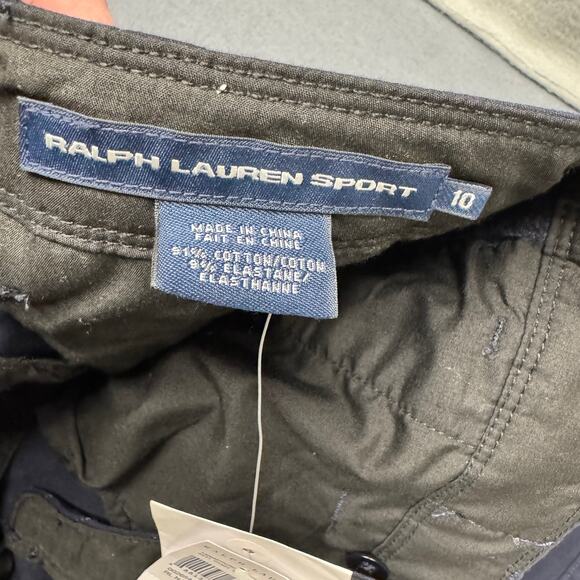 RALPH LAUREN SPORT 10
MADE IN CHINA
FAIT EN CHINE
91% COTTON/COTON
9% ELASTANE/
ELASTHANNE